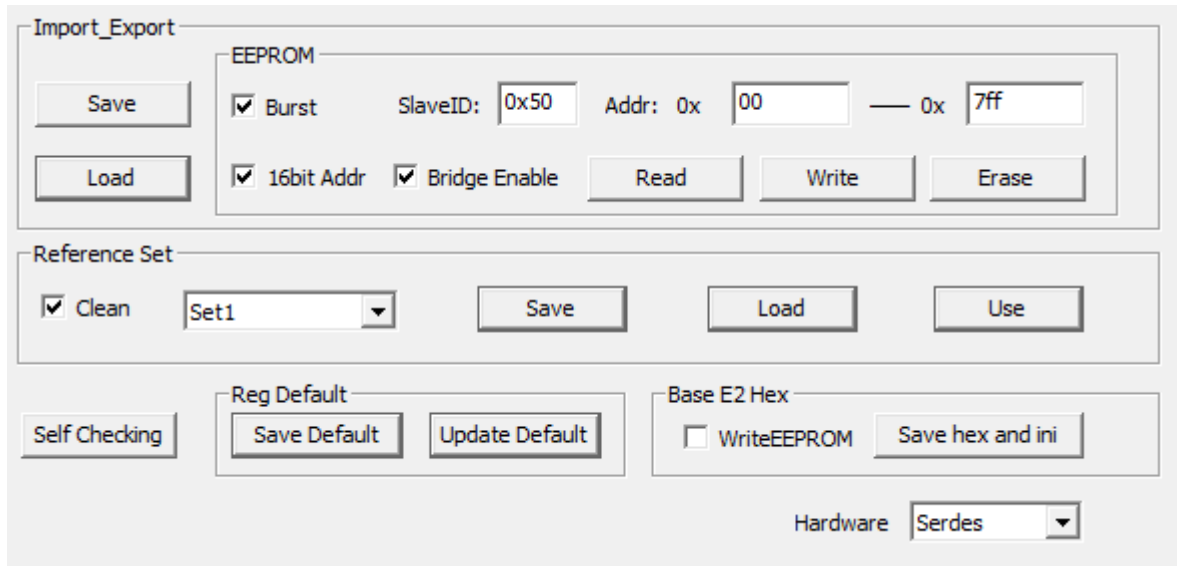 Import_Export
EEPROM
Save Burst SlaveID: 0x50 Addr: 0x 00 — 0x 7ff
Load 16bit Addr Bridge Enable Read Write Erase
Reference Set
Clean Set1 Save Load Use
Reg Default Base E2 Hex
Self Checking Save Default Update Default WriteEEPROM Save hex and ini
Hardware Serdes